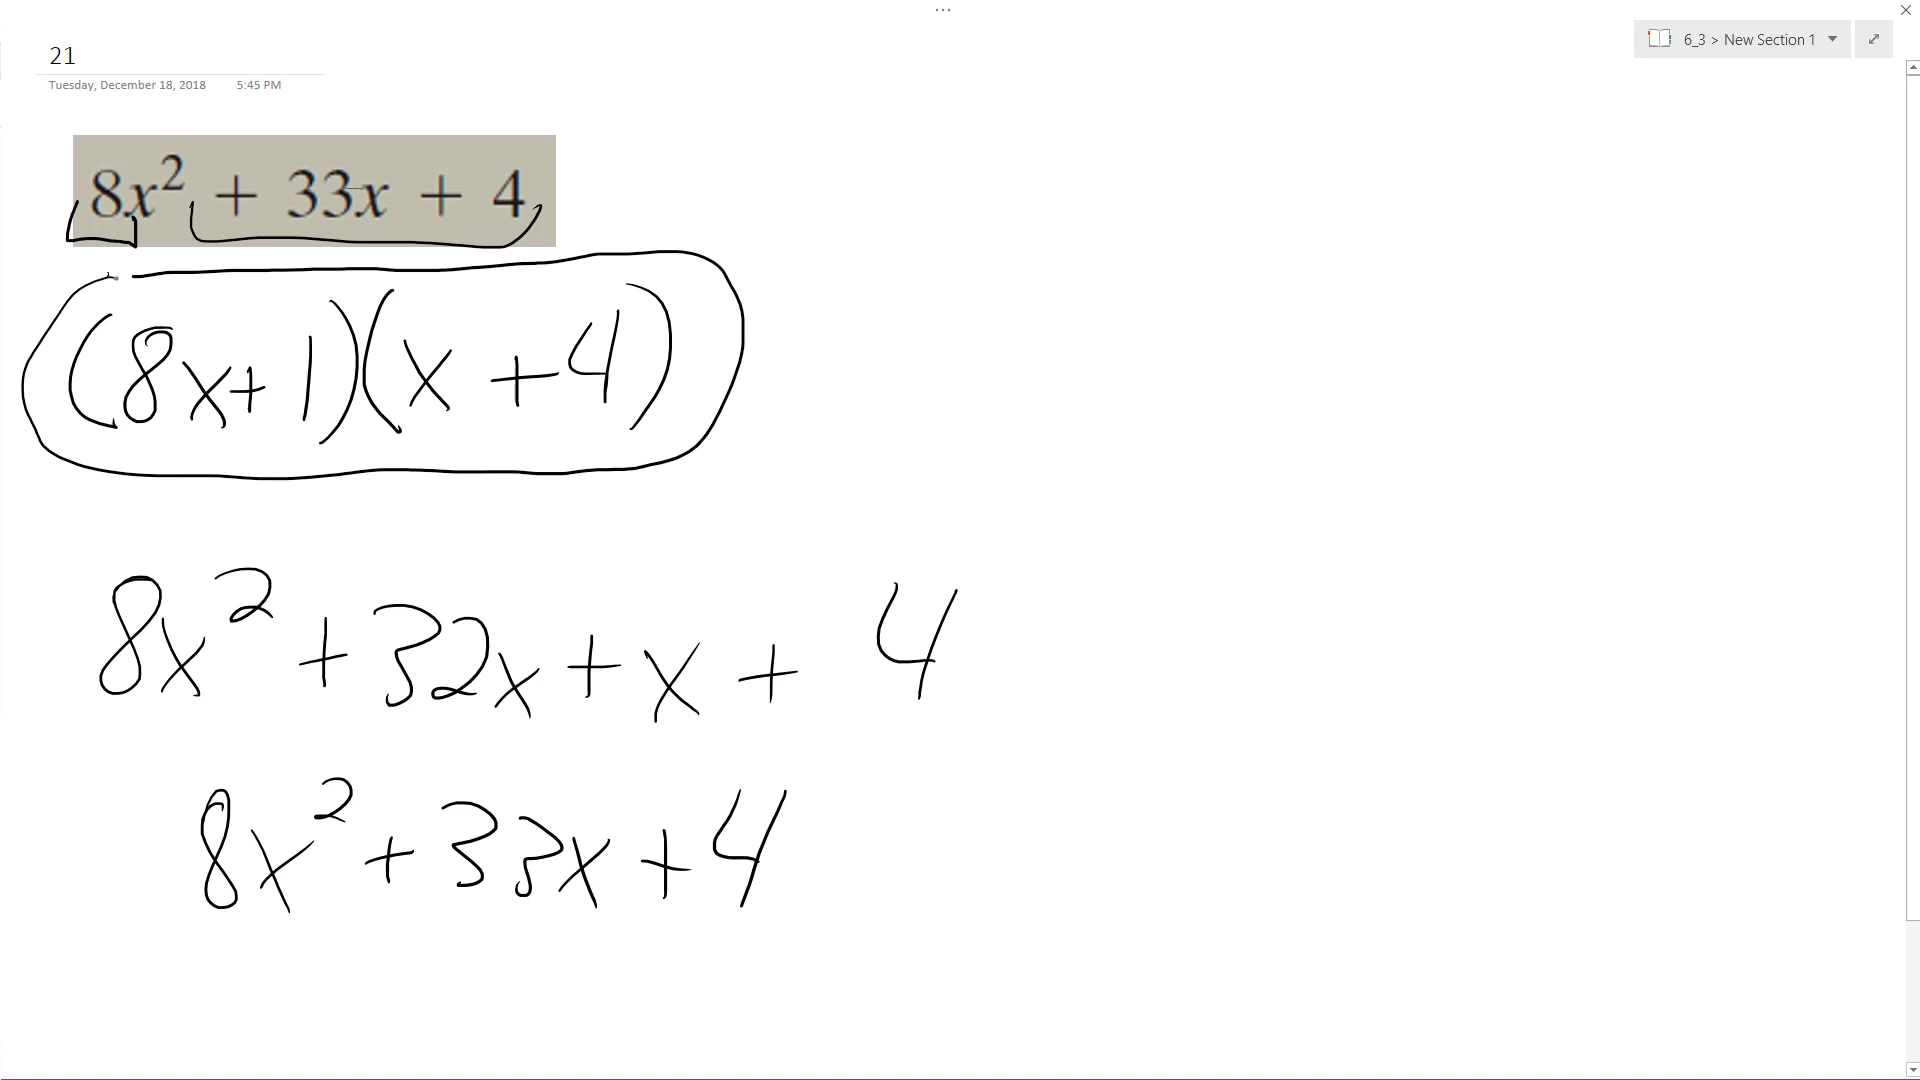 ...
6_3 > New Section 1
21
Tuesday, December 18, 2018 5:45 PM
8x² + 33x + 4
(8x+1)(x+4)
8x² + 32x + x + 4
8x² + 33x + 4